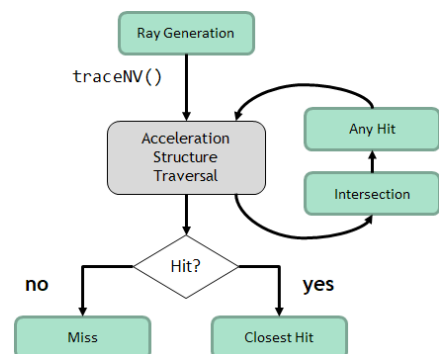 Ray Generation
traceNV()
Acceleration
Structure
Traversal
Any Hit
Intersection
Hit?
no
yes
Miss
Closest Hit